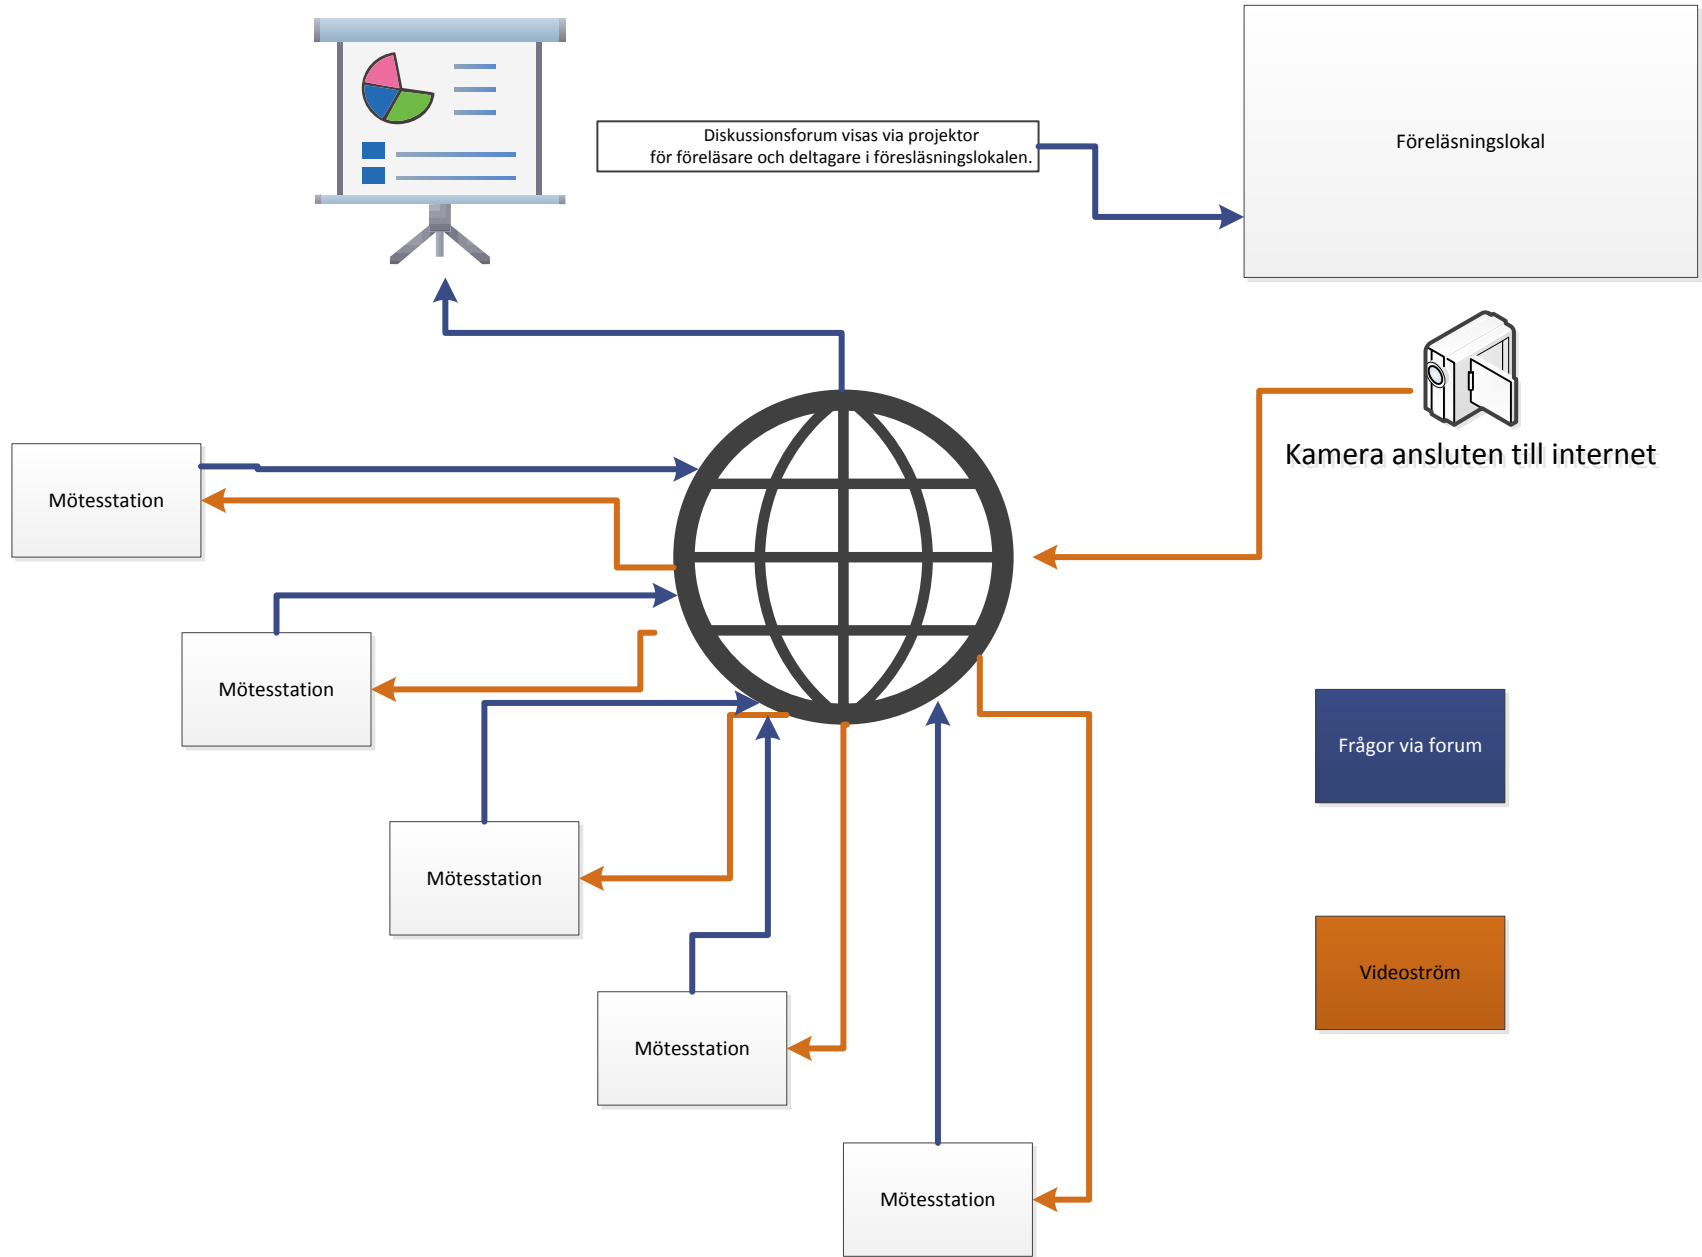 Diskussionsforum visas via projektor
för föreläsare och deltagare i föresläsningslokalen.
Föreläsningslokal
Kamera ansluten till internet
Mötesstation
Mötesstation
Frågor via forum
Mötesstation
Videoström
Mötesstation
Mötesstation